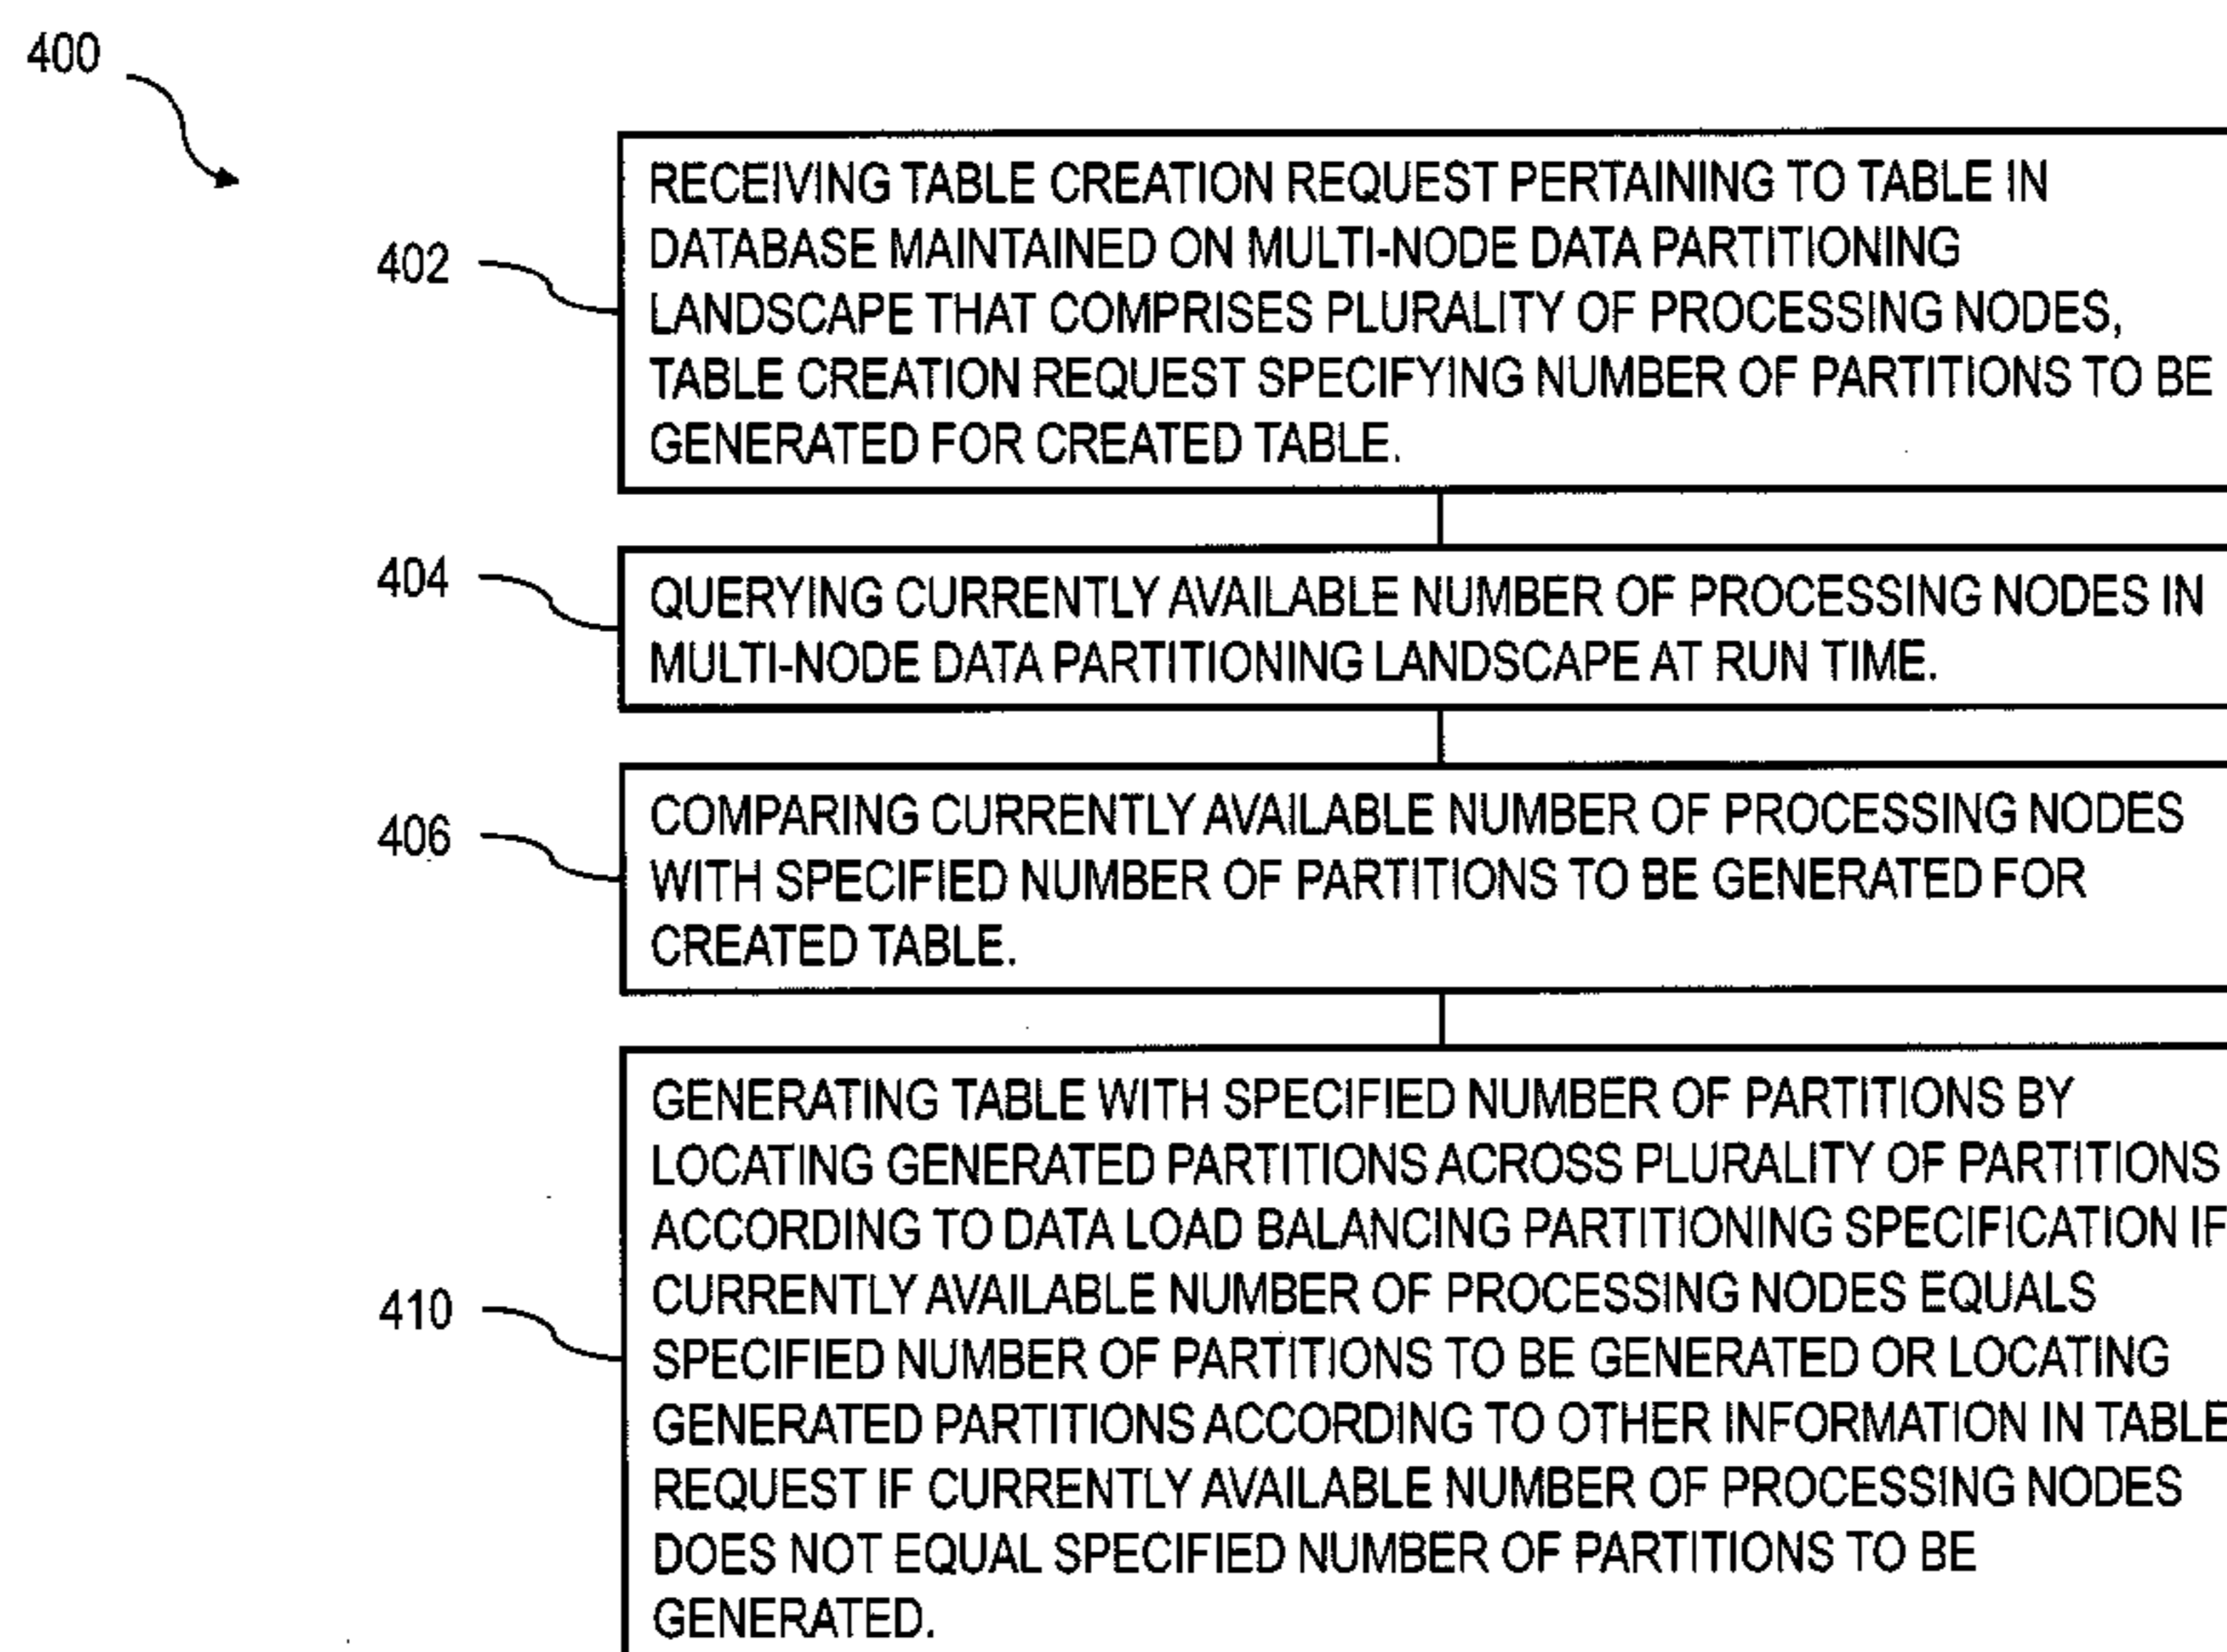 400
402
RECEIVING TABLE CREATION REQUEST PERTAINING TO TABLE IN
DATABASE MAINTAINED ON MULTI-NODE DATA PARTITIONING
LANDSCAPE THAT COMPRISES PLURALITY OF PROCESSING NODES,
TABLE CREATION REQUEST SPECIFYING NUMBER OF PARTITIONS TO BE
GENERATED FOR CREATED TABLE.
404
QUERYING CURRENTLY AVAILABLE NUMBER OF PROCESSING NODES IN
MULTI-NODE DATA PARTITIONING LANDSCAPE AT RUN TIME.
406
COMPARING CURRENTLY AVAILABLE NUMBER OF PROCESSING NODES
WITH SPECIFIED NUMBER OF PARTITIONS TO BE GENERATED FOR
CREATED TABLE.
410
GENERATING TABLE WITH SPECIFIED NUMBER OF PARTITIONS BY
LOCATING GENERATED PARTITIONS ACROSS PLURALITY OF PARTITIONS
ACCORDING TO DATA LOAD BALANCING PARTITIONING SPECIFICATION IF
CURRENTLY AVAILABLE NUMBER OF PROCESSING NODES EQUALS
SPECIFIED NUMBER OF PARTITIONS TO BE GENERATED OR LOCATING
GENERATED PARTITIONS ACCORDING TO OTHER INFORMATION IN TABLE
REQUEST IF CURRENTLY AVAILABLE NUMBER OF PROCESSING NODES
DOES NOT EQUAL SPECIFIED NUMBER OF PARTITIONS TO BE
GENERATED.